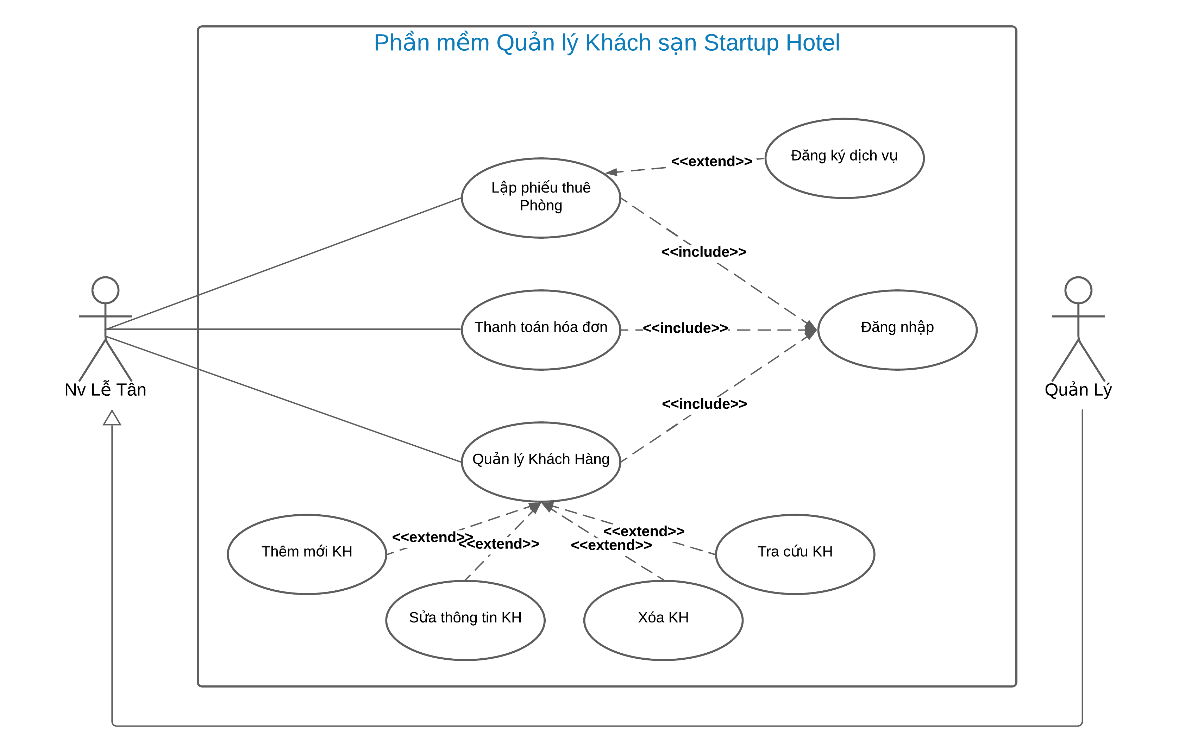 Phần mềm Quản lý Khách sạn Startup Hotel
Đăng ký dịch vụ
<<extend>>
Lập phiếu thuê
Phòng
<<include>>
Thanh toán hóa đơn
<<include>>
Đăng nhập
Nv Lễ Tân
Quản Lý
<<include>>
Quản lý Khách Hàng
<<extend>>
<<extend>>
<<extend>>
<<extend>>
Thêm mới KH
Tra cứu KH
Sửa thông tin KH
Xóa KH